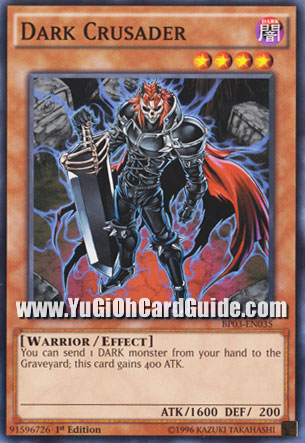 DARK CRUSADER
DARK
闇
www.YuGiOhCardGuide.com
BP03-EN035
[WARRIOR/EFFECT]
You can send 1 DARK monster from your hand to the
Graveyard; this card gains 400 ATK.
ATK/1600 DEF/ 200
91596726 1st Edition ©1996 KAZUKI TAKAHASHI